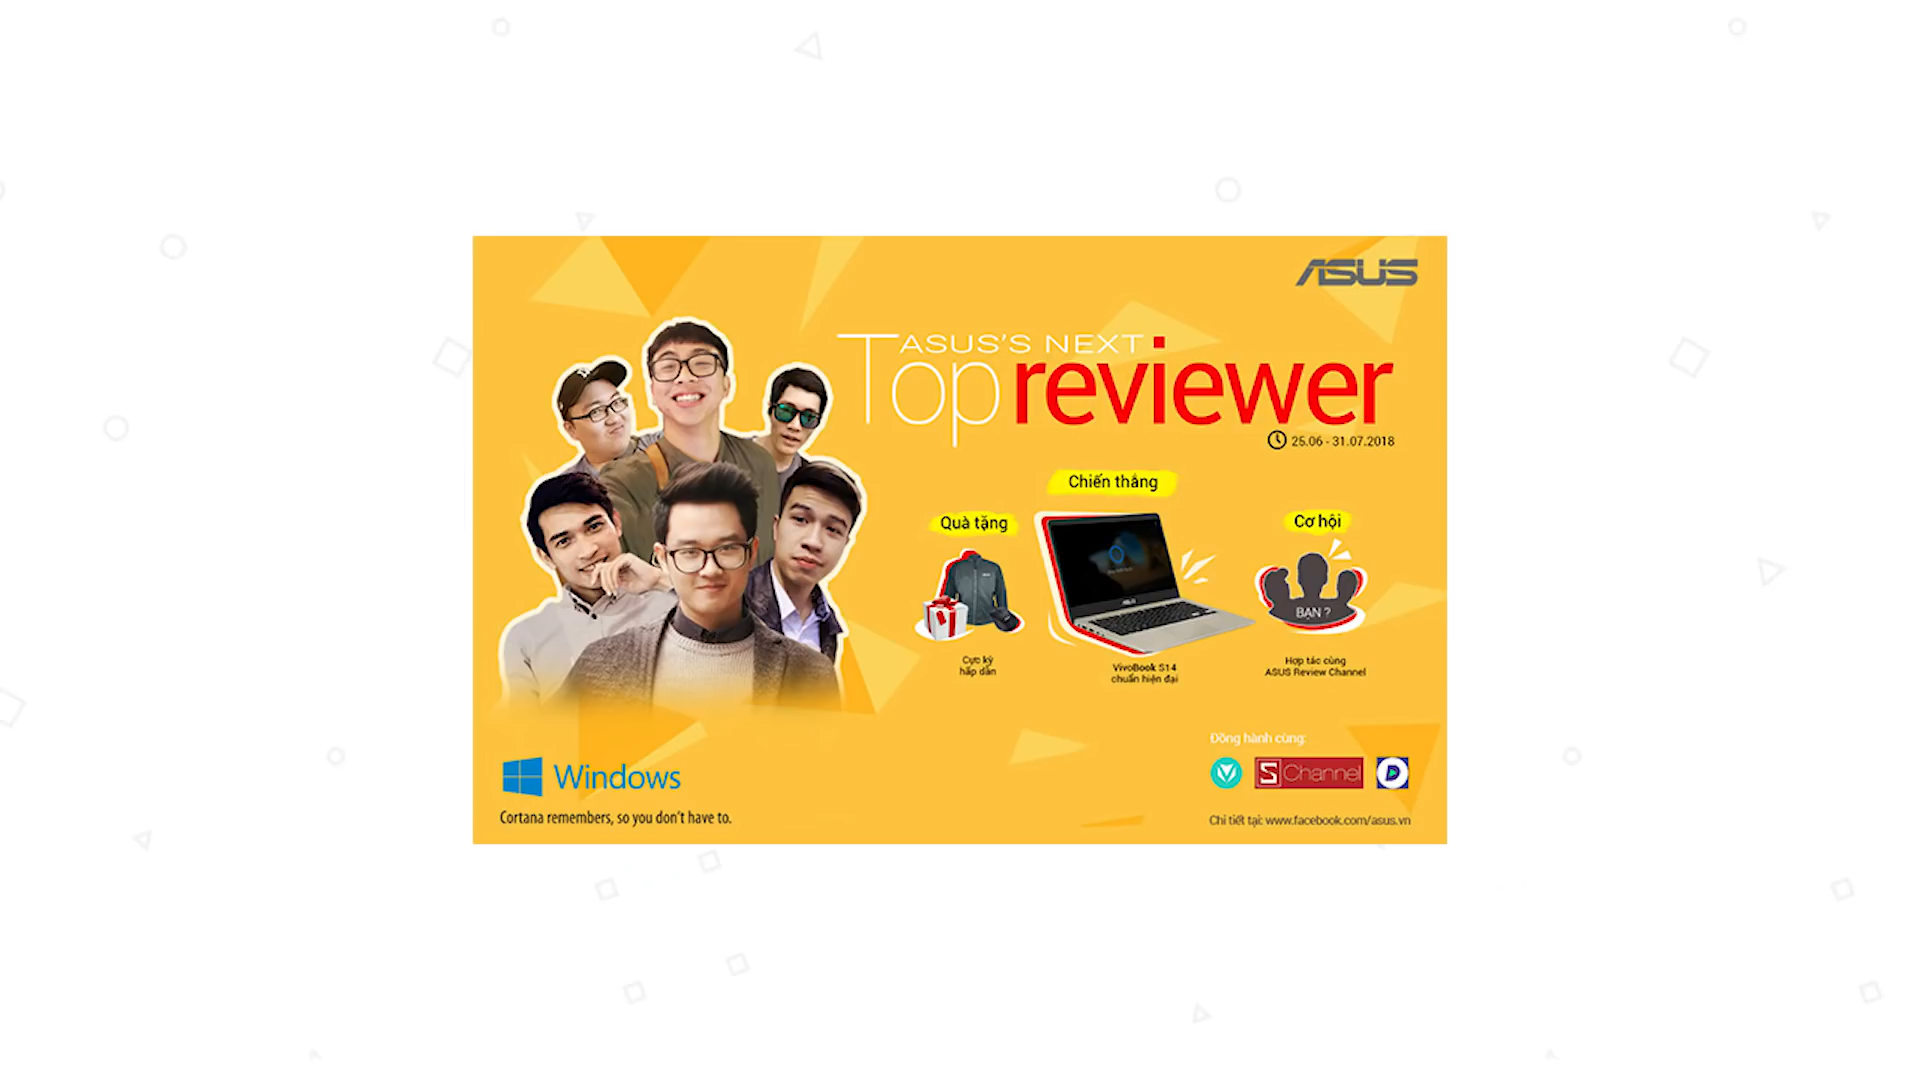 ASUS
ASUS'S NEXT
Top reviewer
25.06 - 31.07.2018
Chiến thắng
Quà tặng
Cơ hội
BẠN ?
Cực kỳ
hấp dẫn
VivoBook S14
chuẩn hiện đại
Hợp tác cùng
ASUS Review Channel
Đồng hành cùng:
Windows
S Channel
D
Cortana remembers, so you don't have to.
Chi tiết tại: www.facebook.com/asus.vn